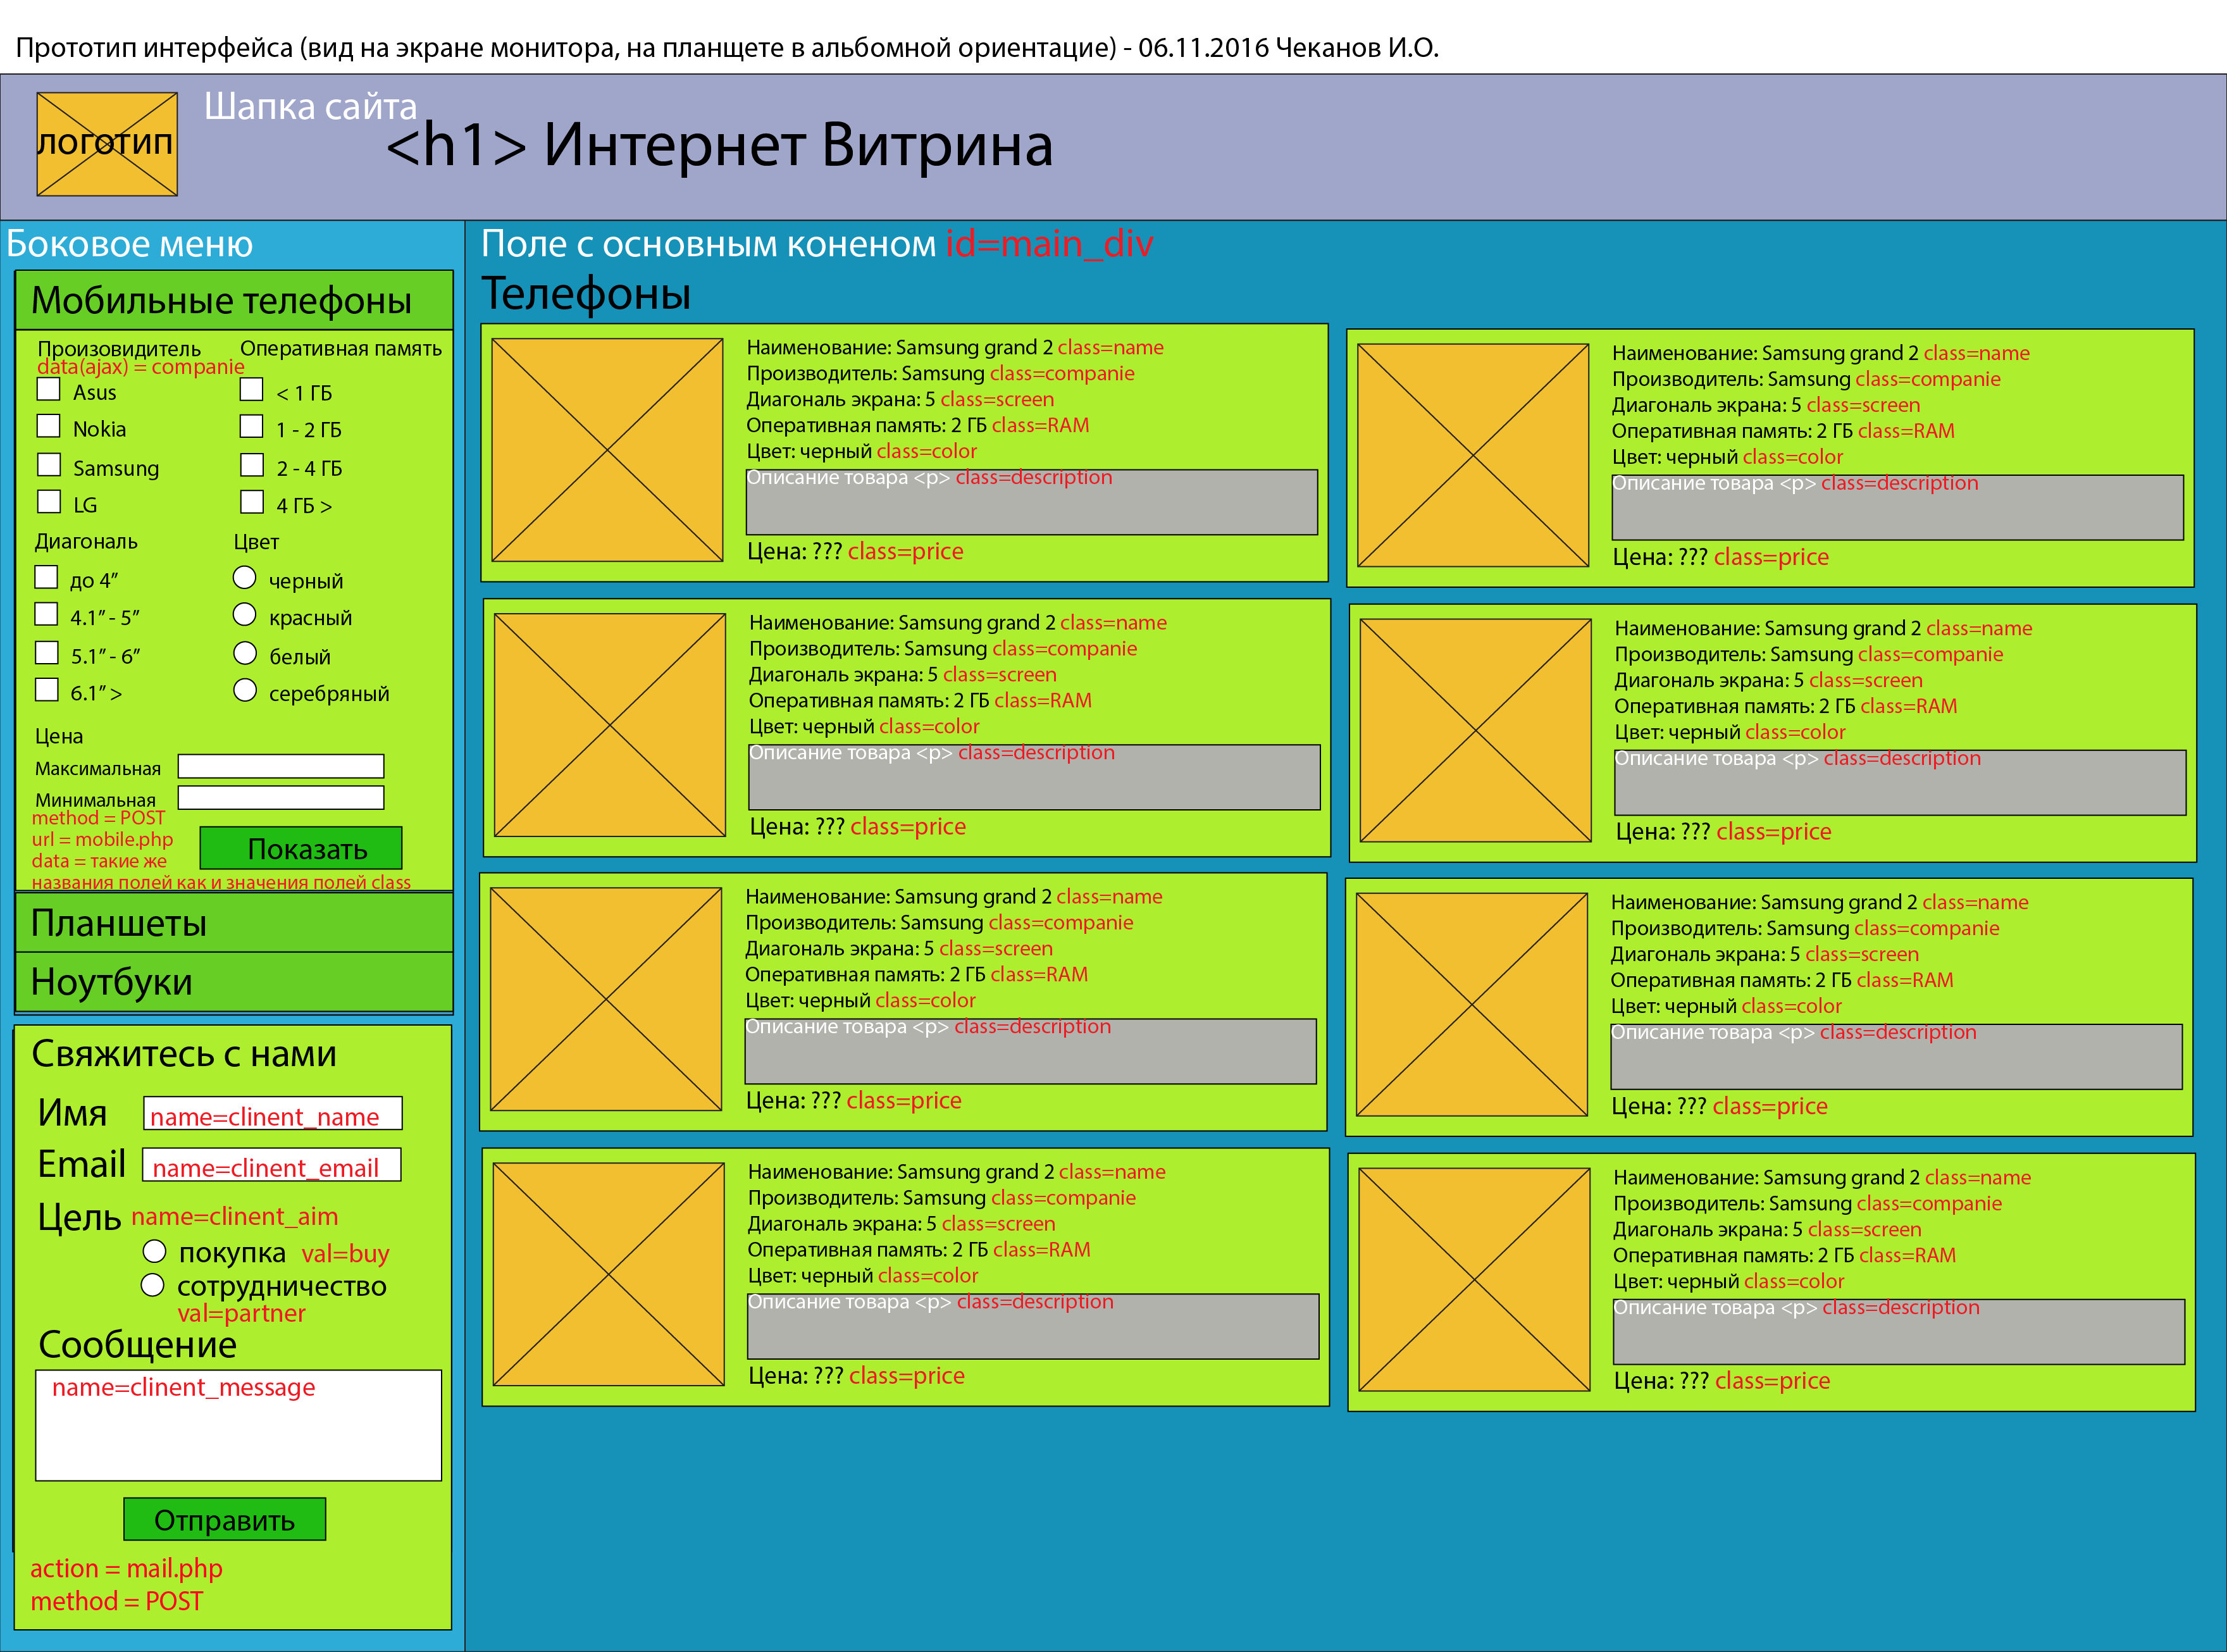 Прототип интерфейса (вид на экране монитора, на планщете в альбомной ориентацие) - 06.11.2016 Чеканов И.О.
логотип
Шапка сайта
<h1> Интернет Витрина
Боковое меню
Мобильные телефоны
Произовидитель
data(ajax) = companie
Asus
Nokia
Samsung
LG
Оперативная память
< 1 ГБ
1 - 2 ГБ
2 - 4 ГБ
4 ГБ >
Диагональ
до 4”
4.1” - 5”
5.1” - 6”
6.1” >
Цвет
черный
красный
белый
серебряный
Цена
Максимальная
Минимальная
method = POST
url = mobile.php
data = такие же
названия полей как и значения полей class
Показать
Планшеты
Ноутбуки
Свяжитесь с нами
Имя name=clinent_name
Email name=clinent_email
Цель name=clinent_aim
покупка val=buy
сотрудничество
val=partner
Сообщение
name=clinent_message
Отправить
action = mail.php
method = POST
Поле с основным коненом id=main_div
Телефоны
Наименование: Samsung grand 2 class=name
Производитель: Samsung class=companie
Диагональ экрана: 5 class=screen
Оперативная память: 2 ГБ class=RAM
Цвет: черный class=color
Описание товара <p> class=description
Цена: ??? class=price
Наименование: Samsung grand 2 class=name
Производитель: Samsung class=companie
Диагональ экрана: 5 class=screen
Оперативная память: 2 ГБ class=RAM
Цвет: черный class=color
Описание товара <p> class=description
Цена: ??? class=price
Наименование: Samsung grand 2 class=name
Производитель: Samsung class=companie
Диагональ экрана: 5 class=screen
Оперативная память: 2 ГБ class=RAM
Цвет: черный class=color
Описание товара <p> class=description
Цена: ??? class=price
Наименование: Samsung grand 2 class=name
Производитель: Samsung class=companie
Диагональ экрана: 5 class=screen
Оперативная память: 2 ГБ class=RAM
Цвет: черный class=color
Описание товара <p> class=description
Цена: ??? class=price
Наименование: Samsung grand 2 class=name
Производитель: Samsung class=companie
Диагональ экрана: 5 class=screen
Оперативная память: 2 ГБ class=RAM
Цвет: черный class=color
Описание товара <p> class=description
Цена: ??? class=price
Наименование: Samsung grand 2 class=name
Производитель: Samsung class=companie
Диагональ экрана: 5 class=screen
Оперативная память: 2 ГБ class=RAM
Цвет: черный class=color
Описание товара <p> class=description
Цена: ??? class=price
Наименование: Samsung grand 2 class=name
Производитель: Samsung class=companie
Диагональ экрана: 5 class=screen
Оперативная память: 2 ГБ class=RAM
Цвет: черный class=color
Описание товара <p> class=description
Цена: ??? class=price
Наименование: Samsung grand 2 class=name
Производитель: Samsung class=companie
Диагональ экрана: 5 class=screen
Оперативная память: 2 ГБ class=RAM
Цвет: черный class=color
Описание товара <p> class=description
Цена: ??? class=price